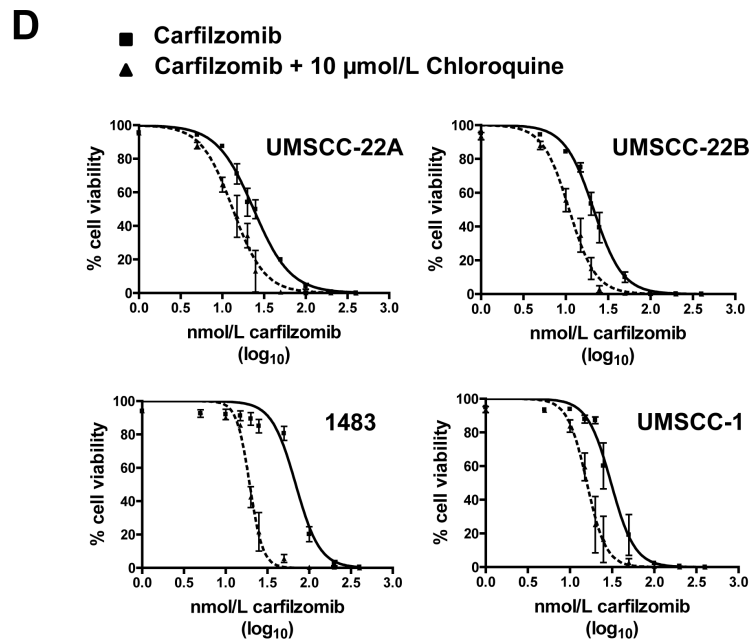 D
Carfilzomib
Carfilzomib + 10 µmol/L Chloroquine
UMSCC-22A
% cell viability
100
80
60
40
20
0
0.0 0.5 1.0 1.5 2.0 2.5 3.0
nmol/L carfilzomib
(log10)
UMSCC-22B
% cell viability
100
80
60
40
20
0
0.0 0.5 1.0 1.5 2.0 2.5 3.0
nmol/L carfilzomib
(log10)
1483
% cell viability
100
80
60
40
20
0
0.0 0.5 1.0 1.5 2.0 2.5 3.0
nmol/L carfilzomib
(log10)
UMSCC-1
% cell viability
100
80
60
40
20
0
0.0 0.5 1.0 1.5 2.0 2.5 3.0
nmol/L carfilzomib
(log10)